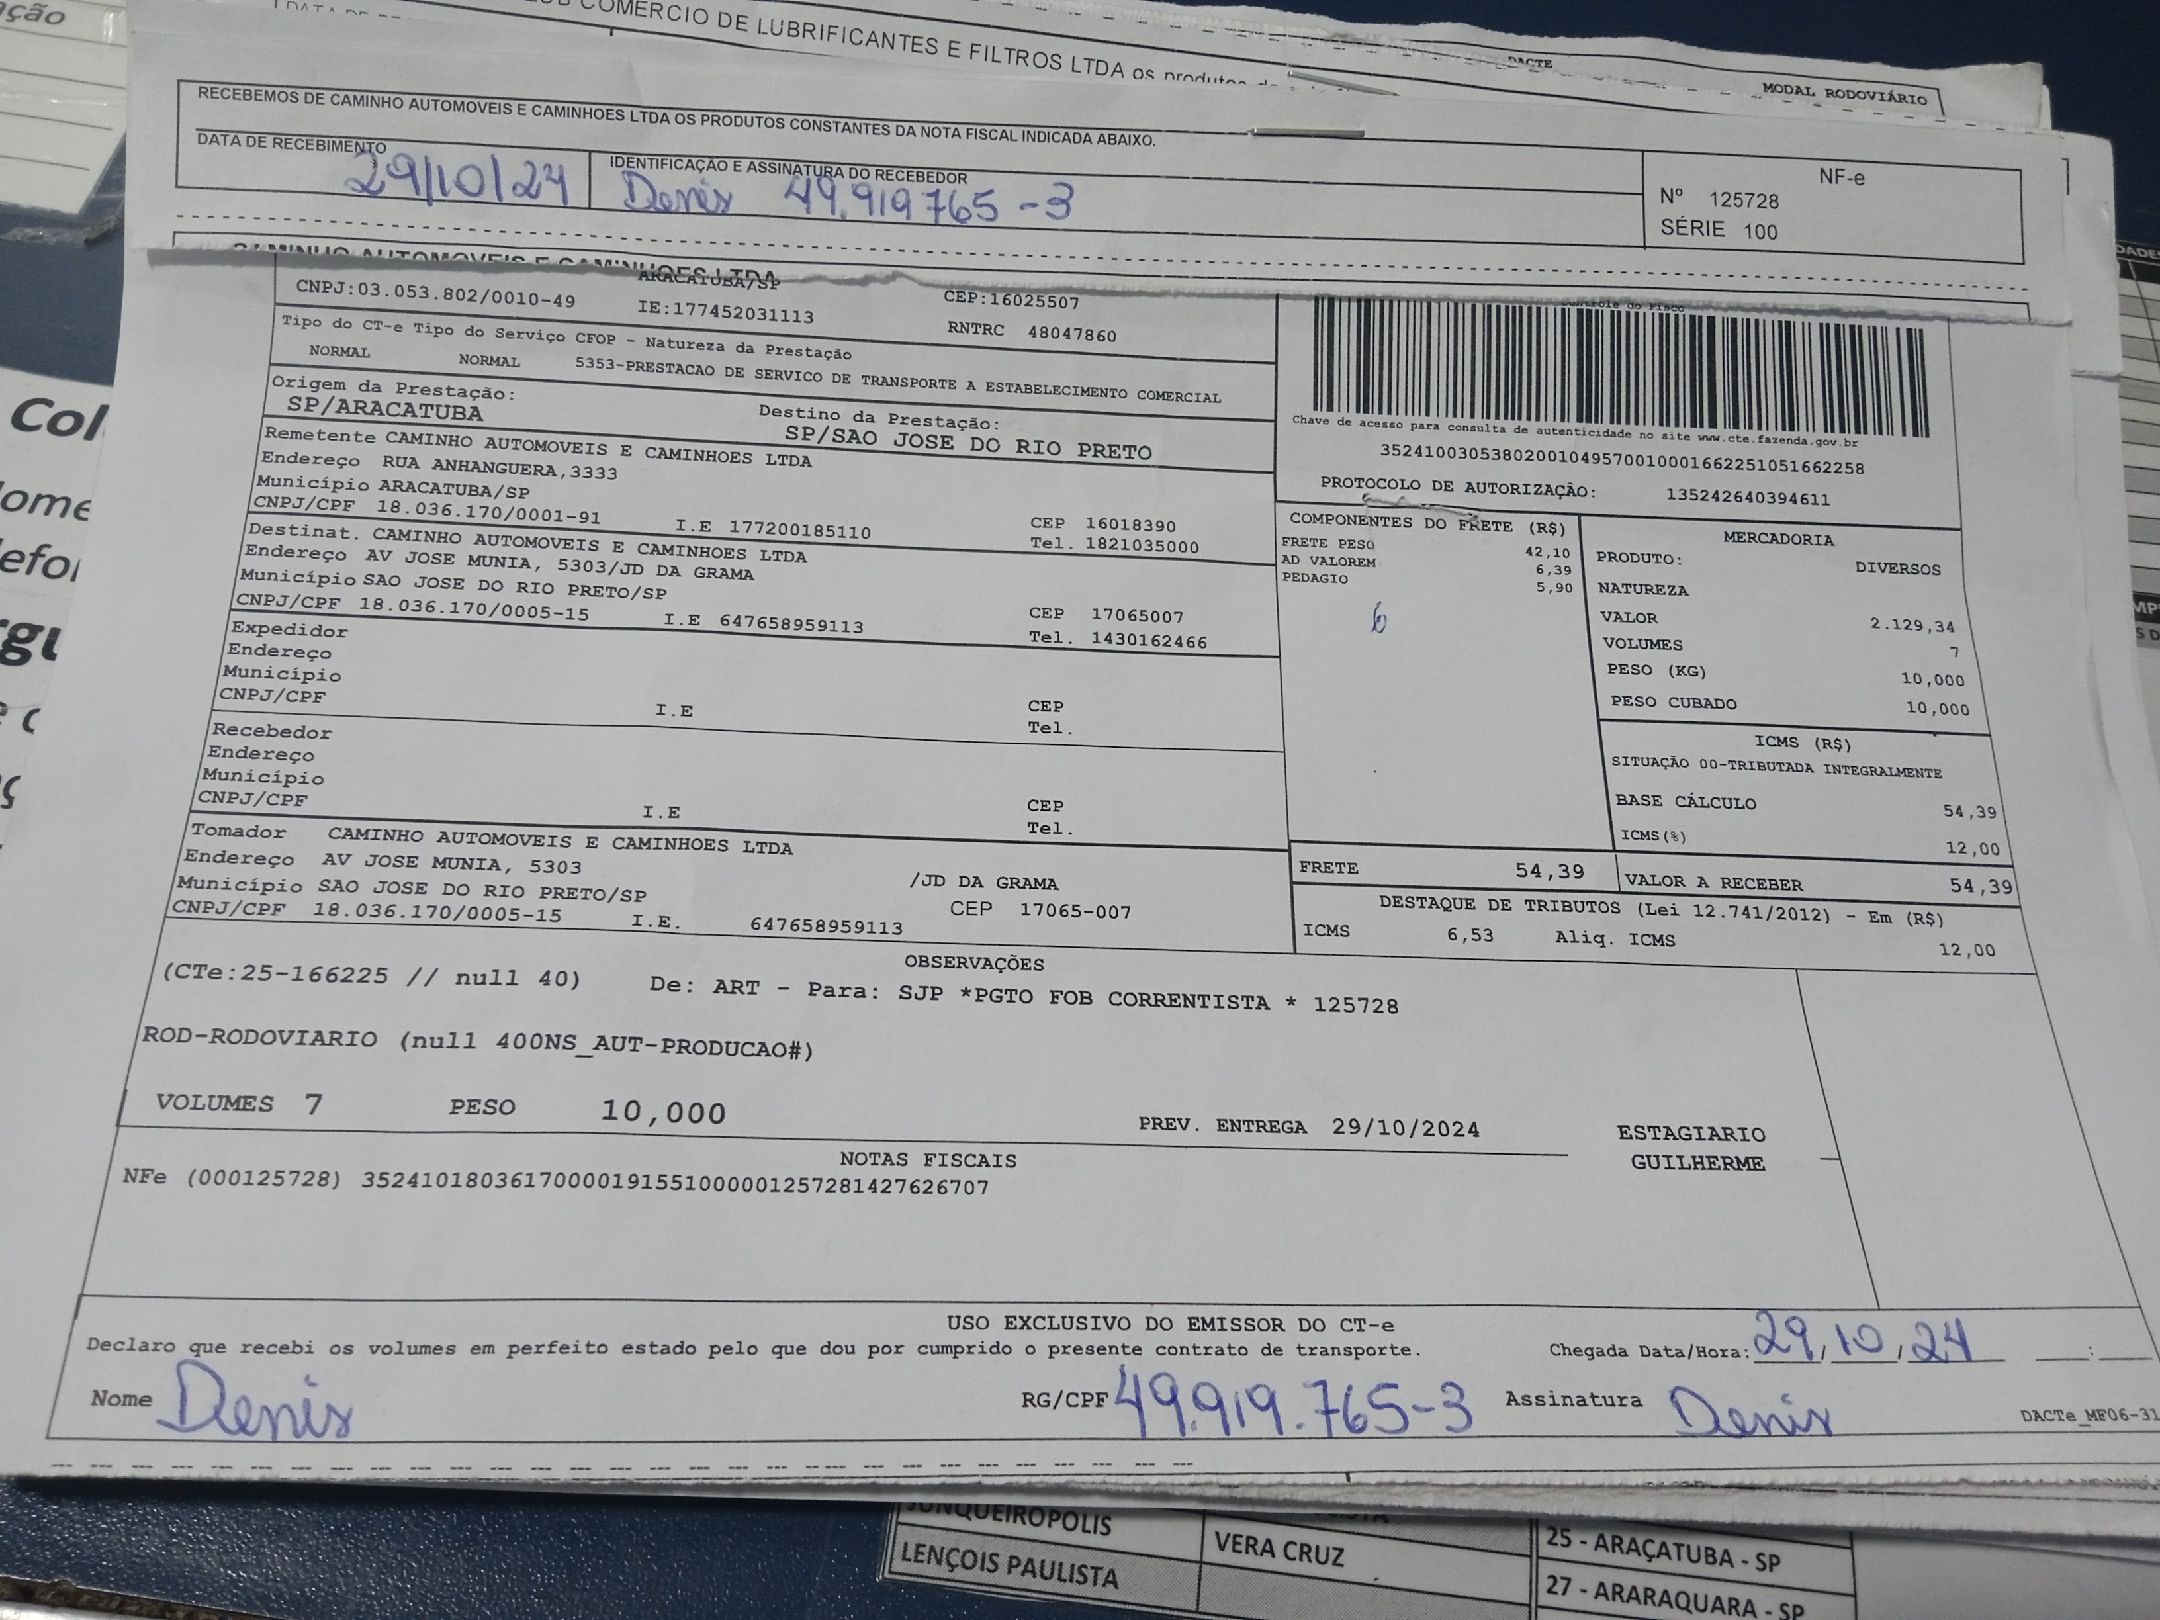 ação
COMERCIO DE LUBRIFICANTES E FILTROS LTDA os produtos
DACTE
MODAL RODOVIÁRIO
RECEBEMOS DE CAMINHO AUTOMOVEIS E CAMINHOES LTDA OS PRODUTOS CONSTANTES DA NOTA FISCAL INDICADA ABAIXO.
DATA DE RECEBIMENTO
29/10/24
IDENTIFICAÇÃO E ASSINATURA DO RECEBEDOR
Denis 49.919765-3
NF-e
Nº 125728
SÉRIE 100
CAMINHO AUTOMOVEIS E CAMINHOES LTDA
ARACATUBA/SP
CNPJ:03.053.802/0010-49 IE:177452031113 CEP:16025507
RNTRC 48047860
Tipo do CT-e Tipo do Serviço CFOP - Natureza da Prestação
NORMAL NORMAL 5353-PRESTACAO DE SERVICO DE TRANSPORTE A ESTABELECIMENTO COMERCIAL
Origem da Prestação: Destino da Prestação:
SP/ARACATUBA SP/SAO JOSE DO RIO PRETO
Remetente CAMINHO AUTOMOVEIS E CAMINHOES LTDA
Endereço RUA ANHANGUERA,3333
Município ARACATUBA/SP CEP 16018390
CNPJ/CPF 18.036.170/0001-91 I.E 177200185110 Tel. 1821035000
Destinat. CAMINHO AUTOMOVEIS E CAMINHOES LTDA
Endereço AV JOSE MUNIA, 5303/JD DA GRAMA
Município SAO JOSE DO RIO PRETO/SP CEP 17065007
CNPJ/CPF 18.036.170/0005-15 I.E 647658959113 Tel. 1430162466
Expedidor
Endereço
Município CEP
CNPJ/CPF I.E Tel.
Recebedor
Endereço
Município CEP
CNPJ/CPF I.E Tel.
Tomador CAMINHO AUTOMOVEIS E CAMINHOES LTDA
Endereço AV JOSE MUNIA, 5303 /JD DA GRAMA
Município SAO JOSE DO RIO PRETO/SP CEP 17065-007
CNPJ/CPF 18.036.170/0005-15 I.E. 647658959113
Controle do Fisco
Chave de acesso para consulta de autenticidade no site www.cte.fazenda.gov.br
35241003053802001049570010001662251051662258
PROTOCOLO DE AUTORIZAÇÃO: 135242640394611
COMPONENTES DO FRETE (R$)
FRETE PESO 42,10
AD VALOREM 6,39
PEDAGIO 5,90
MERCADORIA
PRODUTO: DIVERSOS
NATUREZA
VALOR 2.129,34
VOLUMES 7
PESO (KG) 10,000
PESO CUBADO 10,000
ICMS (R$)
SITUAÇÃO 00-TRIBUTADA INTEGRALMENTE
BASE CÁLCULO 54,39
ICMS(%) 12,00
FRETE 54,39 VALOR A RECEBER 54,39
DESTAQUE DE TRIBUTOS (Lei 12.741/2012) - Em (R$)
ICMS 6,53 Aliq. ICMS 12,00
OBSERVAÇÕES
(CTe:25-166225 // null 40) De: ART - Para: SJP *PGTO FOB CORRENTISTA * 125728
ROD-RODOVIARIO (null 400NS_AUT-PRODUCAO#)
VOLUMES 7 PESO 10,000 PREV. ENTREGA 29/10/2024
ESTAGIARIO
GUILHERME
NOTAS FISCAIS
NFe (000125728) 35241018036170000191551000001257281427626707
USO EXCLUSIVO DO EMISSOR DO CT-e
Declaro que recebi os volumes em perfeito estado pelo que dou por cumprido o presente contrato de transporte. Chegada Data/Hora: 29/10/24 __:__
Nome Denis RG/CPF 49.919.765-3 Assinatura Denis
DACTe_MF06-31
JUNQUEIROPOLIS
LENÇOIS PAULISTA
VERA CRUZ
25 - ARAÇATUBA - SP
27 - ARARAQUARA - SP